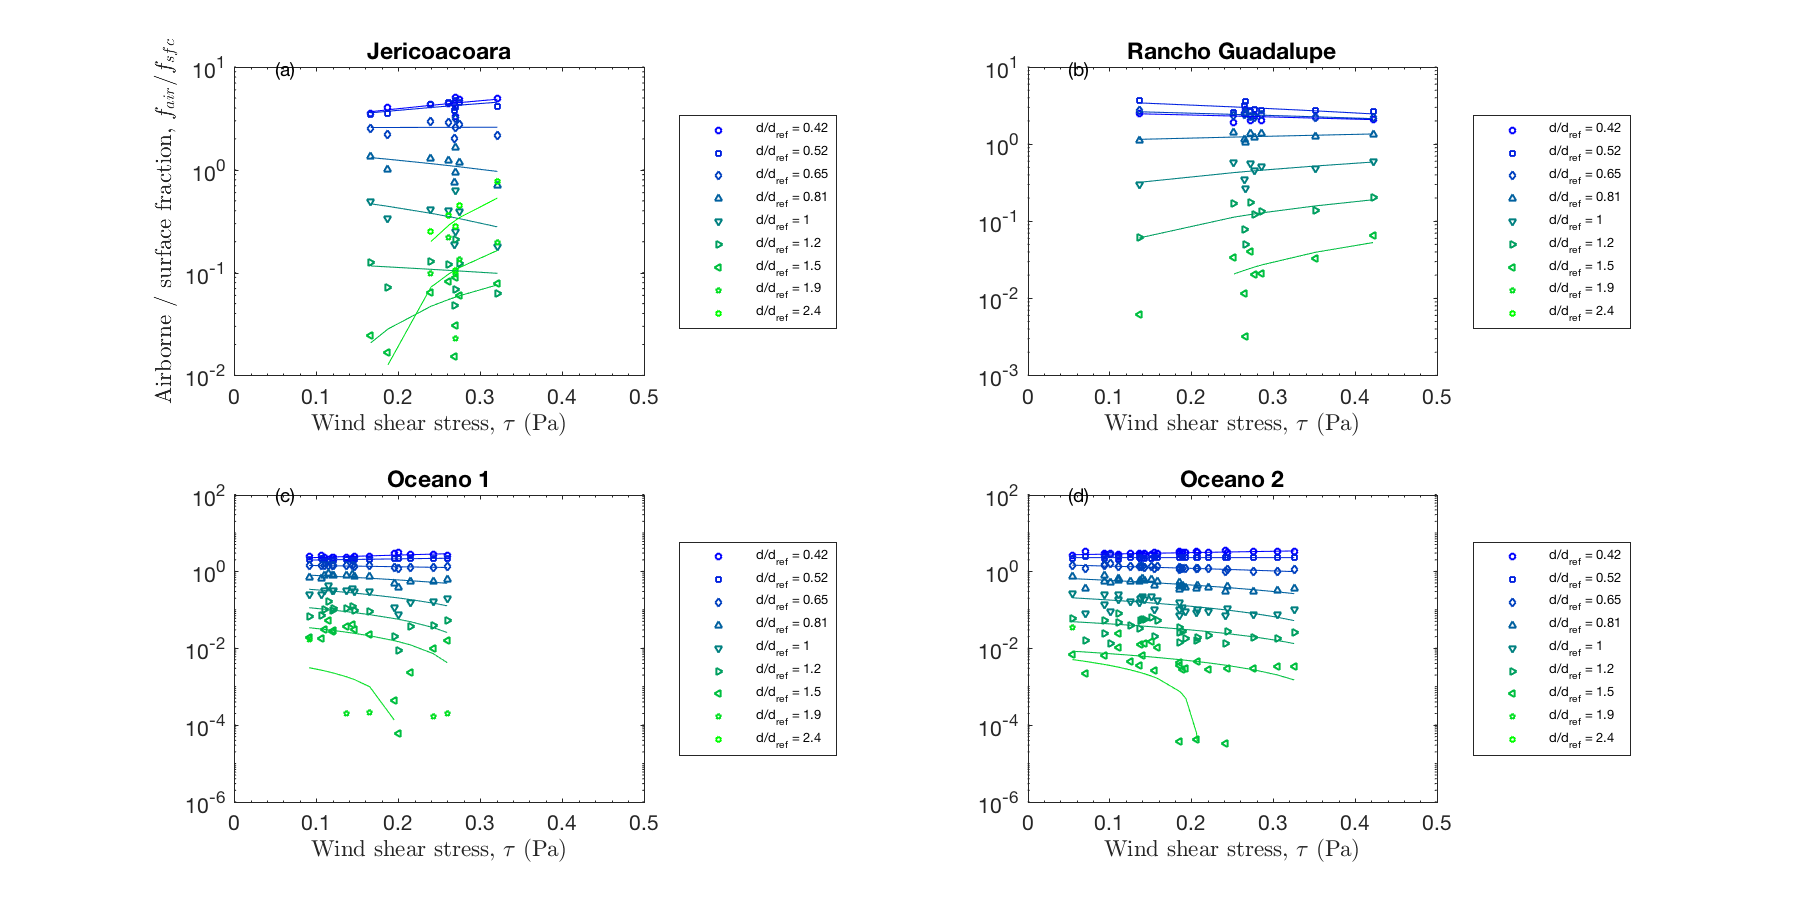 Jericoacoara
(a)
Airborne / surface fraction, f_air/f_sfc
10^1
10^0
10^-1
10^-2
0 0.1 0.2 0.3 0.4 0.5
Wind shear stress, τ (Pa)
d/d_ref = 0.42
d/d_ref = 0.52
d/d_ref = 0.65
d/d_ref = 0.81
d/d_ref = 1
d/d_ref = 1.2
d/d_ref = 1.5
d/d_ref = 1.9
d/d_ref = 2.4
Rancho Guadalupe
(b)
10^1
10^0
10^-1
10^-2
10^-3
0 0.1 0.2 0.3 0.4 0.5
Wind shear stress, τ (Pa)
d/d_ref = 0.42
d/d_ref = 0.52
d/d_ref = 0.65
d/d_ref = 0.81
d/d_ref = 1
d/d_ref = 1.2
d/d_ref = 1.5
d/d_ref = 1.9
d/d_ref = 2.4
Oceano 1
(c)
10^2
10^0
10^-2
10^-4
10^-6
0 0.1 0.2 0.3 0.4 0.5
Wind shear stress, τ (Pa)
d/d_ref = 0.42
d/d_ref = 0.52
d/d_ref = 0.65
d/d_ref = 0.81
d/d_ref = 1
d/d_ref = 1.2
d/d_ref = 1.5
d/d_ref = 1.9
d/d_ref = 2.4
Oceano 2
(d)
10^2
10^0
10^-2
10^-4
10^-6
0 0.1 0.2 0.3 0.4 0.5
Wind shear stress, τ (Pa)
d/d_ref = 0.42
d/d_ref = 0.52
d/d_ref = 0.65
d/d_ref = 0.81
d/d_ref = 1
d/d_ref = 1.2
d/d_ref = 1.5
d/d_ref = 1.9
d/d_ref = 2.4